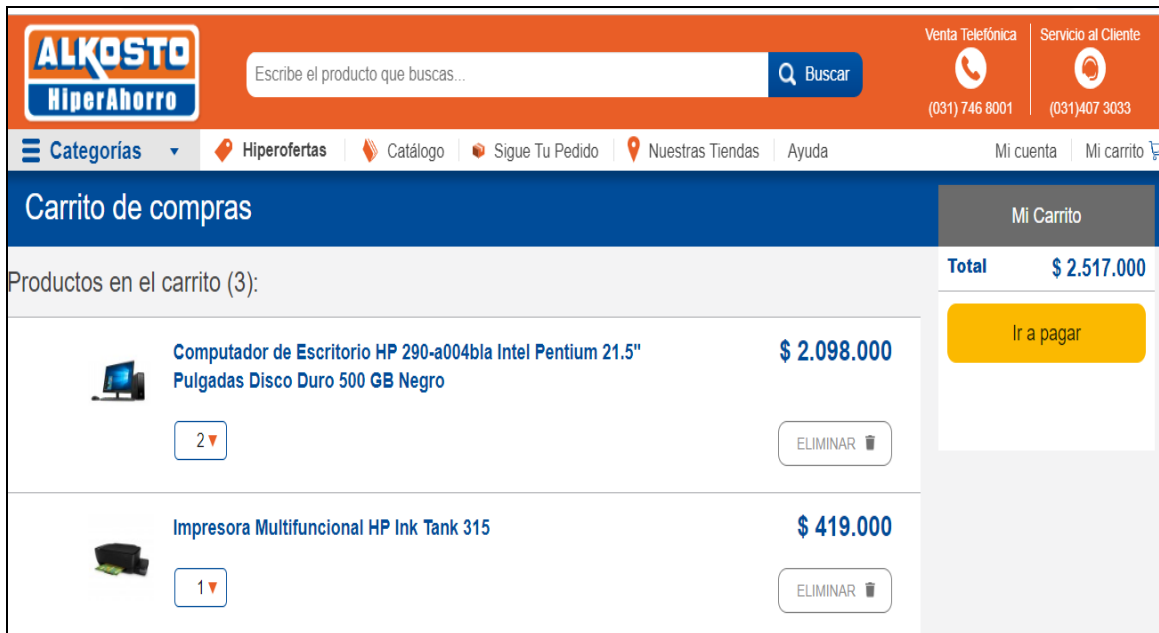 ALKOSTO
HiperAhorro
Escribe el producto que buscas...
Buscar
Venta Telefónica
(031) 746 8001
Servicio al Cliente
(031)407 3033
Categorías
Hiperofertas
Catálogo
Sigue Tu Pedido
Nuestras Tiendas
Ayuda
Mi cuenta
Mi carrito
Carrito de compras
Mi Carrito
Total $ 2.517.000
Ir a pagar
Productos en el carrito (3):
Computador de Escritorio HP 290-a004bla Intel Pentium 21.5"
Pulgadas Disco Duro 500 GB Negro
$ 2.098.000
2
ELIMINAR
Impresora Multifuncional HP Ink Tank 315
$ 419.000
1
ELIMINAR